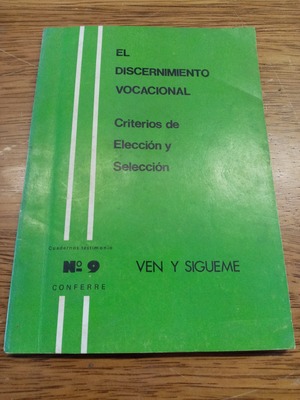 EL
DISCERNIMIENTO
VOCACIONAL
Criterios de
Elección y
Selección
Cuadernos testimonio
Nº 9
CONFERRE
VEN Y SIGUEME